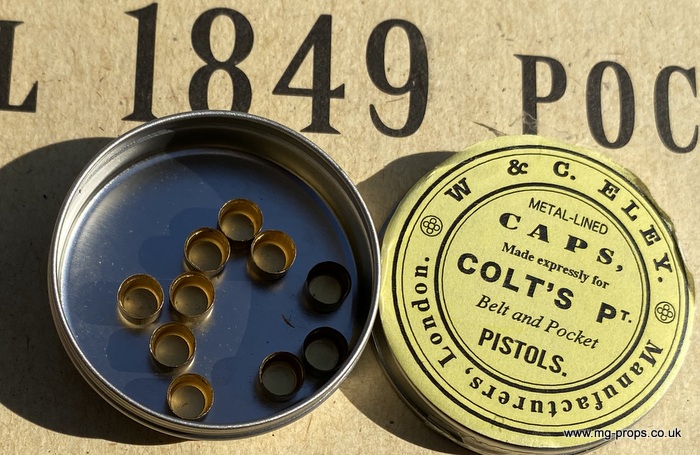 L 1849 POC
W & C. ELEY.
Manufacturers, London.
METAL-LINED
CAPS,
Made expressly for
COLT'S PT.
Belt and Pocket
PISTOLS.
www.mg-props.co.uk